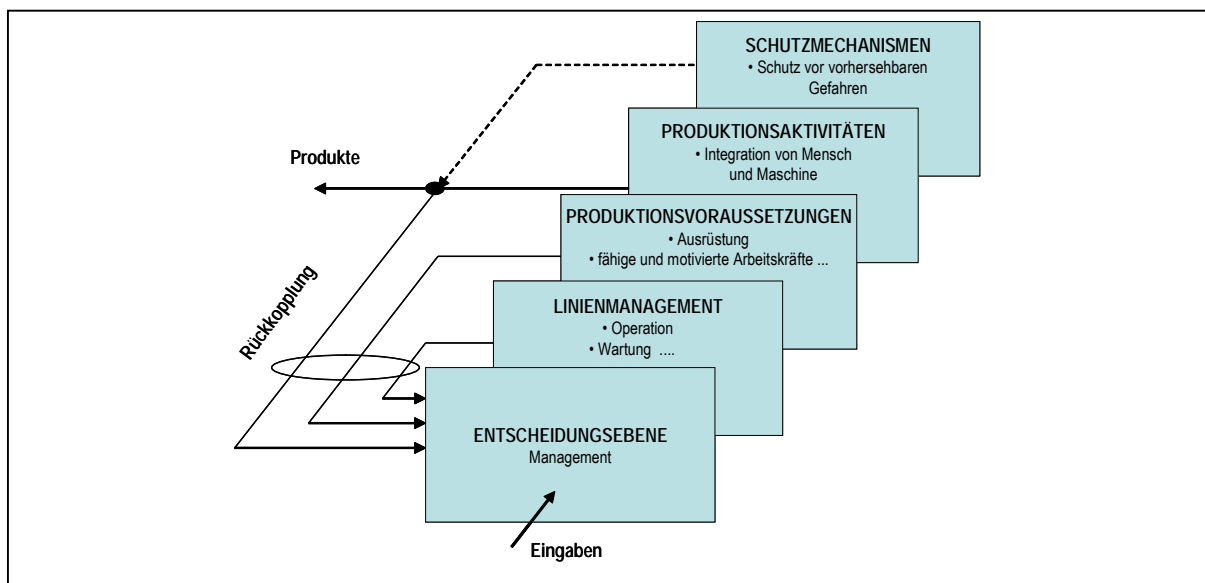 SCHUTZMECHANISMEN
• Schutz vor vorhersehbaren
Gefahren
PRODUKTIONSAKTIVITÄTEN
• Integration von Mensch
und Maschine
Produkte
PRODUKTIONSVORAUSSETZUNGEN
• Ausrüstung
• fähige und motivierte Arbeitskräfte ...
Rückkopplung
LINIENMANAGEMENT
• Operation
• Wartung ....
ENTSCHEIDUNGSEBENE
Management
Eingaben